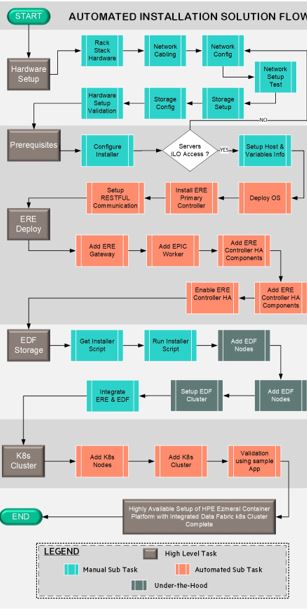 START
AUTOMATED INSTALLATION SOLUTION FLOW
Hardware
Setup
Rack
Stack
Hardware
Network
Cabling
Network
Config
Network
Setup
Test
Hardware
Setup
Validation
Storage
Config
Storage
Setup
NO
Prerequisites
Configure
Installer
Servers
iLO Access ?
YES
Setup Host &
Variables Info
Setup
RESTFUL
Communication
Install ERE
Primary
Controller
Deploy OS
ERE
Deploy
Add ERE
Gateway
Add EPIC
Worker
Add ERE
Controller HA
Components
Enable ERE
Controller HA
Add ERE
Controller HA
Components
EDF
Storage
Get Installer
Script
Run Installer
Script
Add EDF
Nodes
Integrate
ERE & EDF
Setup EDF
Cluster
Add EDF
Nodes
K8s
Cluster
Add K8s
Nodes
Add K8s
Cluster
Validation
using sample
App
END
Highly Available Setup of HPE Ezmeral Container
Platform with Integrated Data Fabric k8s Cluster
Complete
LEGEND
High Level Task
Manual Sub Task
Automated Sub Task
Under-the-Hood